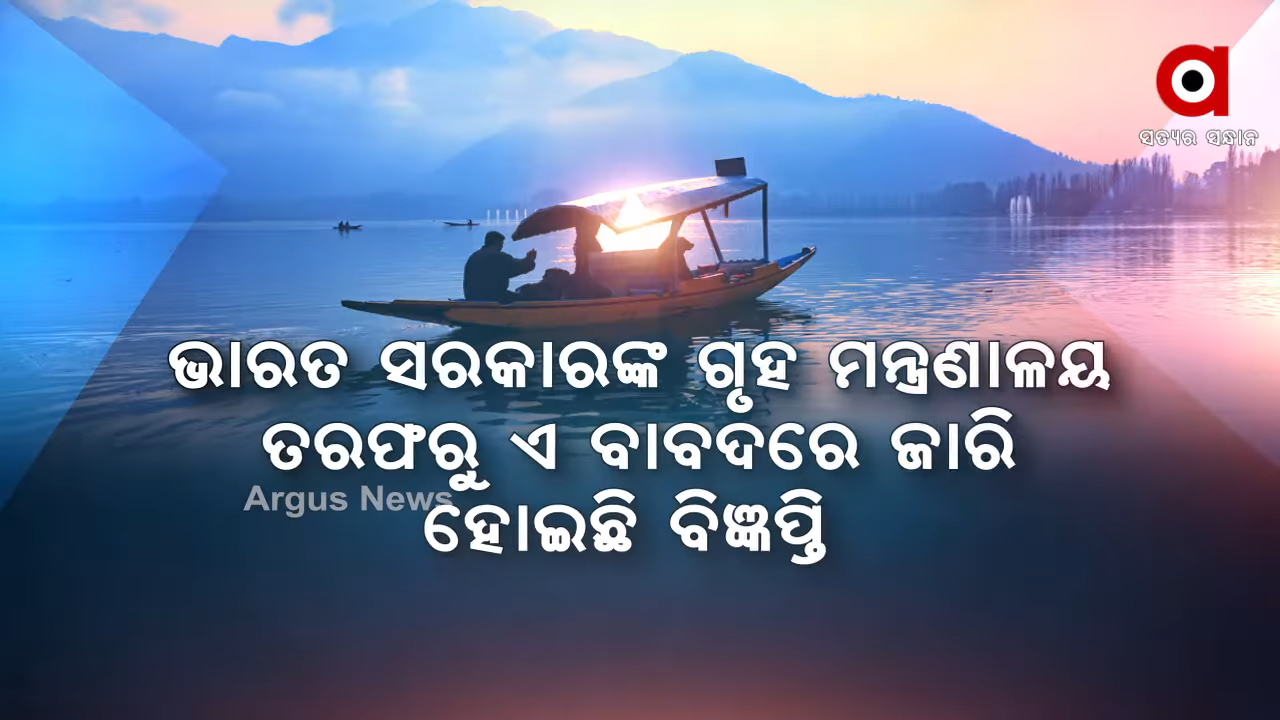 ସତ୍ୟର ସନ୍ଧାନ
ଭାରତ ସରକାରଙ୍କ ଗୃହ ମନ୍ତ୍ରଣାଳୟ
ତରଫରୁ ଏ ବାବଦରେ ଜାରି
Argus News
ହୋଇଛି ବିଜ୍ଞପ୍ତି